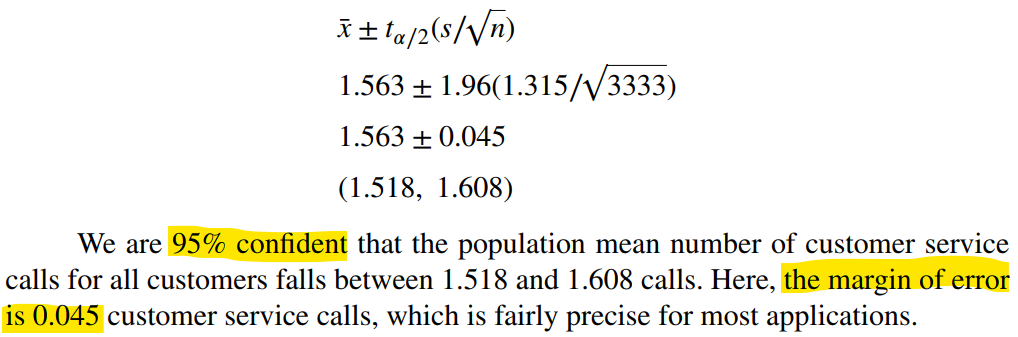 x̄ ± tα/2(s/√n)
1.563 ± 1.96(1.315/√3333)
1.563 ± 0.045
(1.518, 1.608)
We are 95% confident that the population mean number of customer service
calls for all customers falls between 1.518 and 1.608 calls. Here, the margin of error
is 0.045 customer service calls, which is fairly precise for most applications.